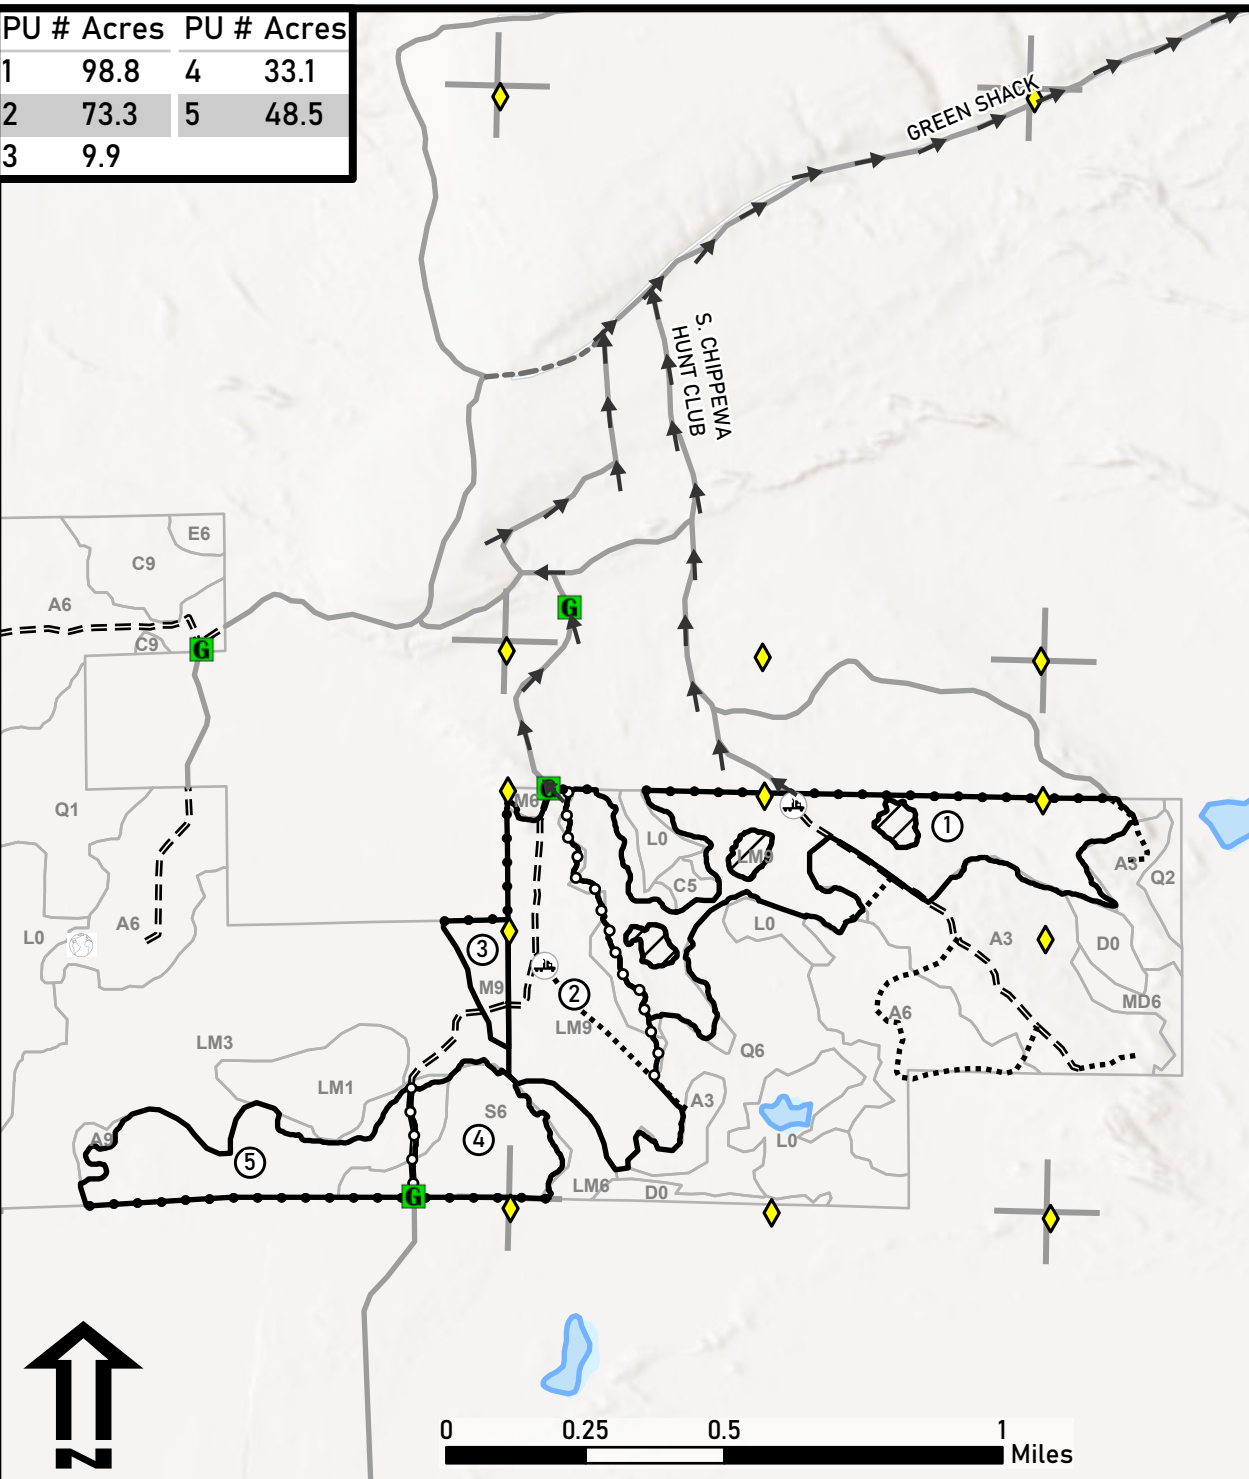 PU # Acres PU # Acres
1 98.8 4 33.1
2 73.3 5 48.5
3 9.9
GREEN SHACK
S. CHIPPEWA
HUNT CLUB
E6
C9
A6
C9
G
G
G
M6
Q1
L0
C5
LM9
1
A3
Q2
A6
L0
L0
A3
D0
3
M9
2
LM9
MD6
A6
Q6
LM3
LM1
A3
S6
A9
4
L0
5
LM6
D0
G
N
0 0.25 0.5 1
Miles